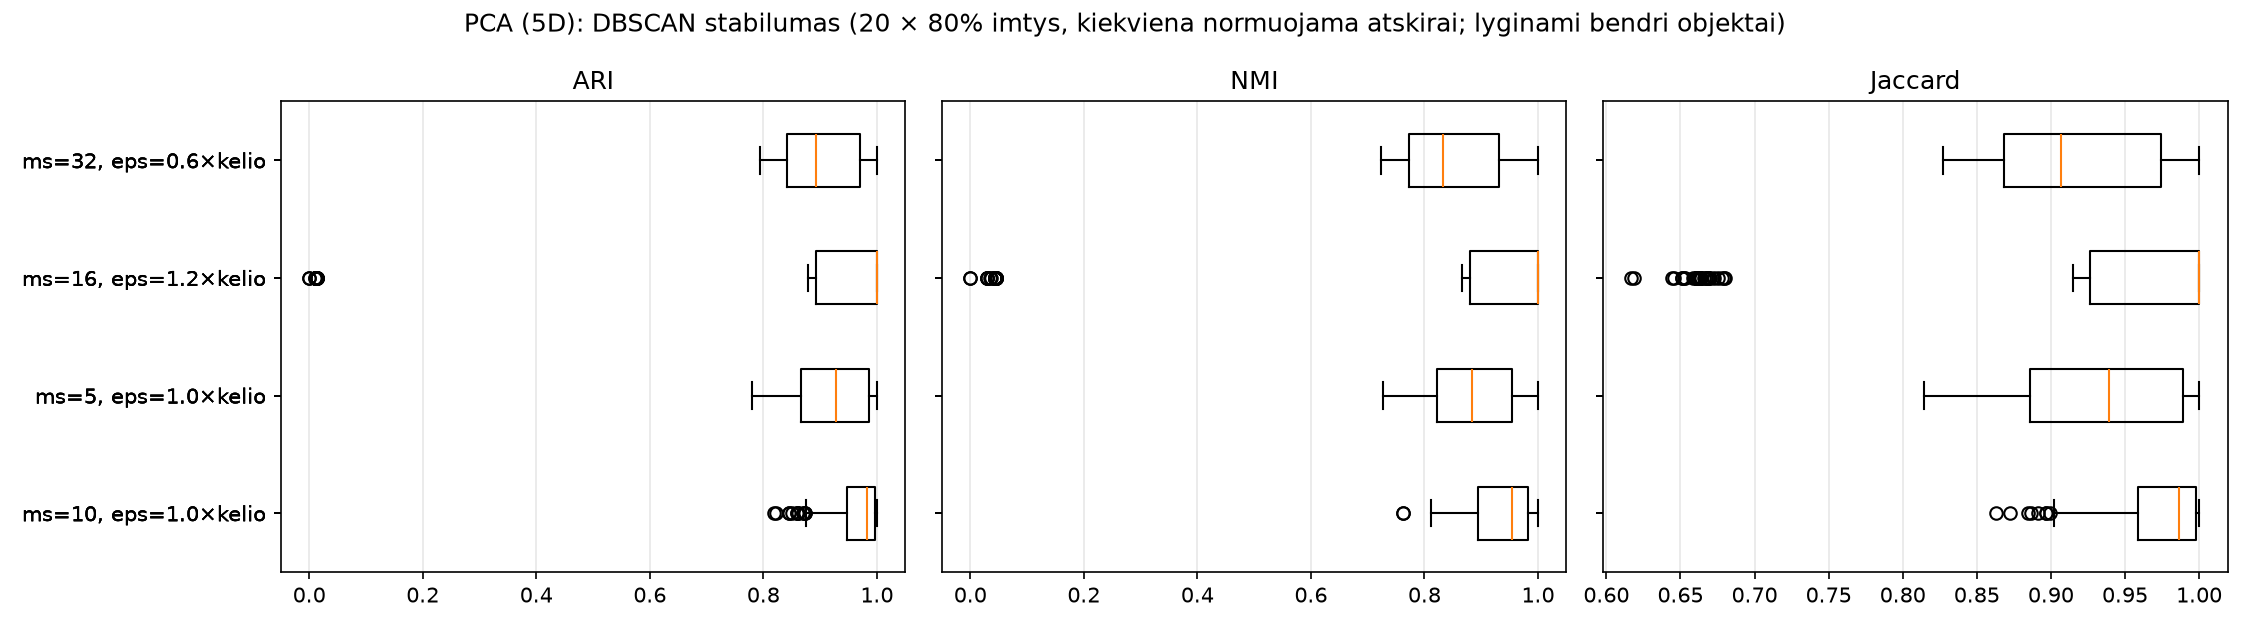 PCA (5D): DBSCAN stabilumas (20 × 80% imtys, kiekviena normuojama atskirai; lyginami bendri objektai)
ARI
NMI
Jaccard
ms=32, eps=0.6×kelio
ms=16, eps=1.2×kelio
ms=5, eps=1.0×kelio
ms=10, eps=1.0×kelio
0.0 0.2 0.4 0.6 0.8 1.0
0.0 0.2 0.4 0.6 0.8 1.0
0.60 0.65 0.70 0.75 0.80 0.85 0.90 0.95 1.00